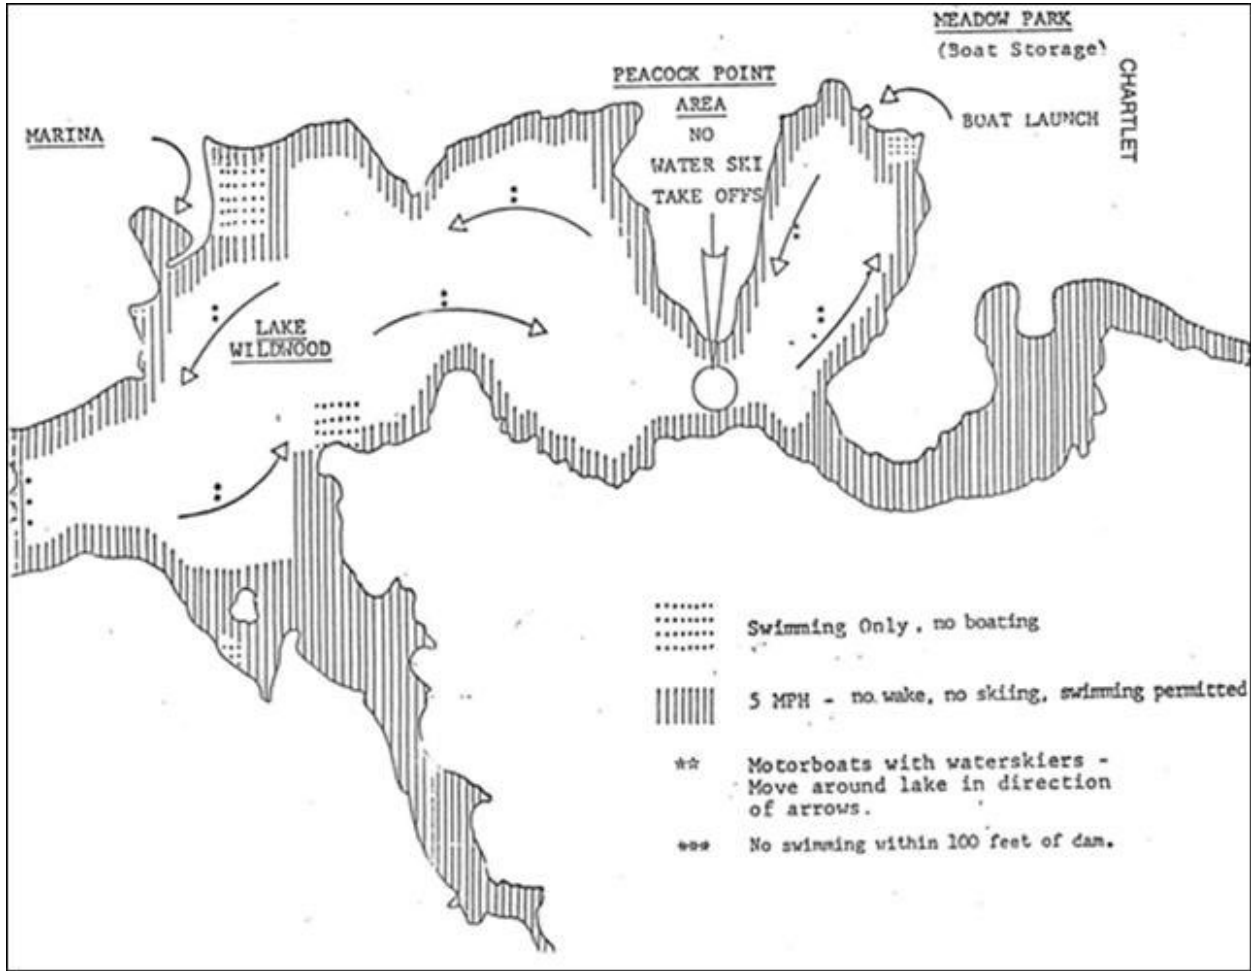 MEADOW PARK
(Boat Storage)
CHARTLET
PEACOCK POINT
AREA
NO
WATER SKI
TAKE OFFS
BOAT LAUNCH
MARINA
LAKE
WILDWOOD
Swimming Only, no boating
5 MPH - no wake, no skiing, swimming permitted
** Motorboats with waterskiers -
Move around lake in direction
of arrows.
*** No swimming within 100 feet of dam.